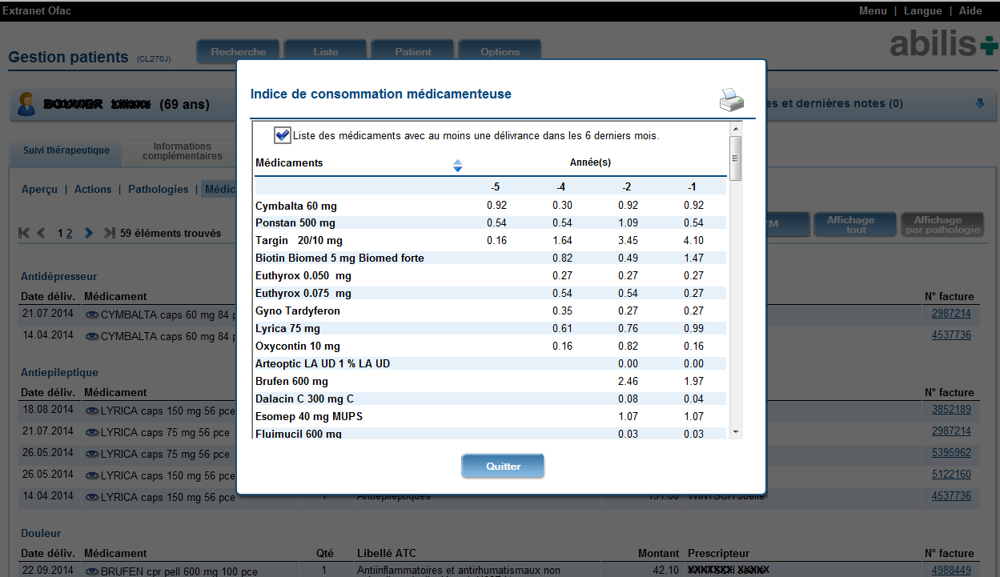 Extranet Ofac Menu | Langue | Aide
Gestion patients (CL270J) Recherche Liste Patient Options abilis
(69 ans) es et dernières notes (0)
Indice de consommation médicamenteuse
Liste des médicaments avec au moins une délivrance dans les 6 derniers mois.
Médicaments Année(s)
-5 -4 -2 -1
Cymbalta 60 mg 0.92 0.30 0.92 0.92
Ponstan 500 mg 0.54 0.54 1.09 0.54
Targin 20/10 mg 0.16 1.64 3.45 4.10
Biotin Biomed 5 mg Biomed forte 0.82 0.49 1.47
Euthyrox 0.050 mg 0.27 0.27 0.27
Euthyrox 0.075 mg 0.54 0.54 0.27
Gyno Tardyferon 0.35 0.27 0.27
Lyrica 75 mg 0.61 0.76 0.99
Oxycontin 10 mg 0.16 0.82 0.16
Arteoptic LA UD 1 % LA UD 0.00 0.00
Brufen 600 mg 2.46 1.97
Dalacin C 300 mg C 0.08 0.04
Esomep 40 mg MUPS 1.07 1.07
Fluimucil 600 mg 0.03 0.03
Quitter
Suivi thérapeutique Informations complémentaires
Aperçu | Actions | Pathologies | Médic
1 2 59 éléments trouvés CM Affichage tout Affichage par pathologie
Antidépresseur
Date déliv. Médicament N° facture
21.07.2014 CYMBALTA caps 60 mg 84 p 2987214
14.04.2014 CYMBALTA caps 60 mg 84 p 4537736
Antiepileptique
Date déliv. Médicament N° facture
18.08.2014 LYRICA caps 150 mg 56 pce 3852189
21.07.2014 LYRICA caps 75 mg 56 pce 2987214
26.05.2014 LYRICA caps 75 mg 56 pce 5395962
26.05.2014 LYRICA caps 150 mg 56 pce 5122160
14.04.2014 LYRICA caps 150 mg 56 pce 1 Antiépileptiques 4537736
Douleur
Date déliv. Médicament Qté Libellé ATC Montant Prescripteur N° facture
22.09.2014 BRUFEN cpr pell 600 mg 100 pce 1 Antiinflammatoires et antirhumatismaux non 42.10 4988449